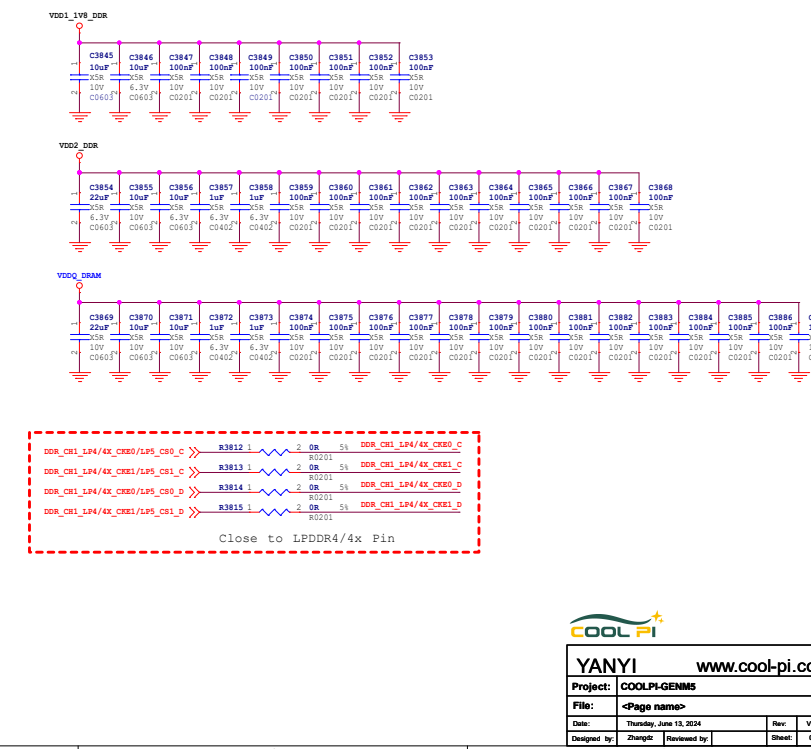 VDD1_1V8_DDR
C3845 C3846 C3847 C3848 C3849 C3850 C3851 C3852 C3853
10uF 10uF 100nF 100nF 100nF 100nF 100nF 100nF 100nF
X5R X5R X5R X5R X5R X5R X5R X5R X5R
10V 6.3V 10V 10V 10V 10V 10V 10V 10V
C0603 C0603 C0201 C0201 C0201 C0201 C0201 C0201 C0201
VDD2_DDR
C3854 C3855 C3856 C3857 C3858 C3859 C3860 C3861 C3862 C3863 C3864 C3865 C3866 C3867 C3868
22uF 10uF 10uF 1uF 1uF 100nF 100nF 100nF 100nF 100nF 100nF 100nF 100nF 100nF 100nF
X5R X5R X5R X5R X5R X5R X5R X5R X5R X5R X5R X5R X5R X5R X5R
6.3V 10V 6.3V 6.3V 6.3V 10V 10V 10V 10V 10V 10V 10V 10V 10V 10V
C0603 C0603 C0603 C0402 C0402 C0201 C0201 C0201 C0201 C0201 C0201 C0201 C0201 C0201 C0201
VDDQ_DRAM
C3869 C3870 C3871 C3872 C3873 C3874 C3875 C3876 C3877 C3878 C3879 C3880 C3881 C3882 C3883 C3884 C3885 C3886
22uF 10uF 10uF 1uF 1uF 100nF 100nF 100nF 100nF 100nF 100nF 100nF 100nF 100nF 100nF 100nF 100nF 100nF
X5R X5R X5R X5R X5R X5R X5R X5R X5R X5R X5R X5R X5R X5R X5R X5R X5R X5R
10V 10V 10V 6.3V 6.3V 10V 10V 10V 10V 10V 10V 10V 10V 10V 10V 10V 10V 10V
C0603 C0603 C0603 C0402 C0402 C0201 C0201 C0201 C0201 C0201 C0201 C0201 C0201 C0201 C0201 C0201 C0201 C0201
DDR_CH1_LP4/4X_CKE0/LP5_CS0_C R3812 1 2 0R 5% DDR_CH1_LP4/4X_CKE0_C
R0201
DDR_CH1_LP4/4X_CKE1/LP5_CS1_C R3813 1 2 0R 5% DDR_CH1_LP4/4X_CKE1_C
R0201
DDR_CH1_LP4/4X_CKE0/LP5_CS0_D R3814 1 2 0R 5% DDR_CH1_LP4/4X_CKE0_D
R0201
DDR_CH1_LP4/4X_CKE1/LP5_CS1_D R3815 1 2 0R 5% DDR_CH1_LP4/4X_CKE1_D
R0201
Close to LPDDR4/4x Pin
COOL PI
YANYI www.cool-pi.co
Project: COOLPI-GENM5
File: <Page name>
Date: Thursday, June 13, 2024 Rev: V
Designed by: Zhangdz Reviewed by: Sheet: